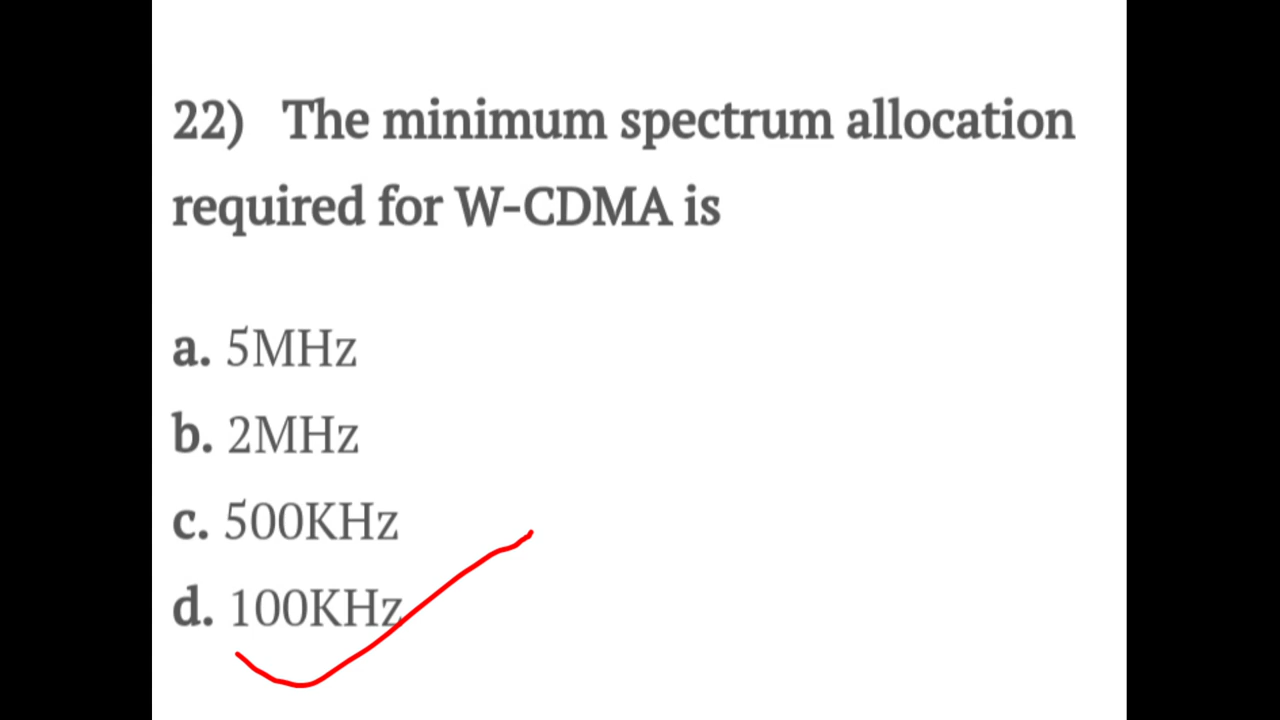 22) The minimum spectrum allocation
required for W-CDMA is
a. 5MHz
b. 2MHz
c. 500KHz
d. 100KHz